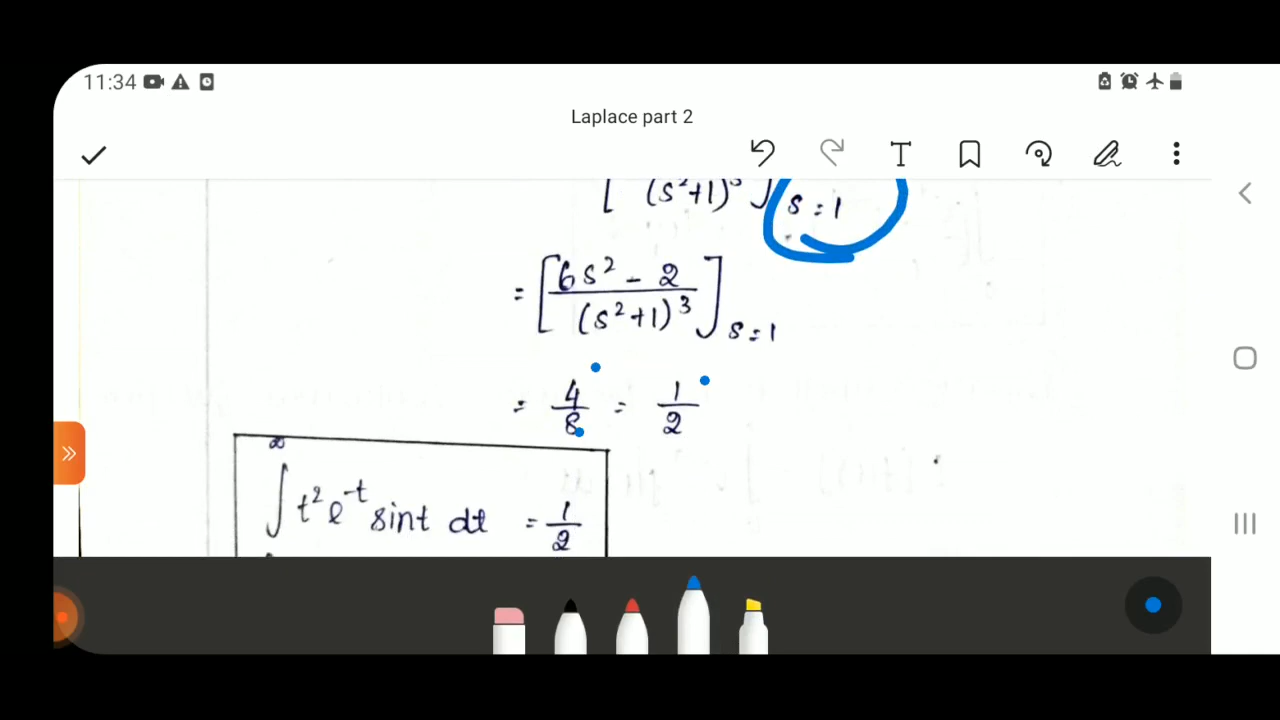 11:34
Laplace part 2
T
[ (s²+1)³ ] s=1
= [ 6s² - 2 / (s²+1)³ ] s=1
= 4/8 = 1/2
∞
∫ t² e^-t sint dt = 1/2